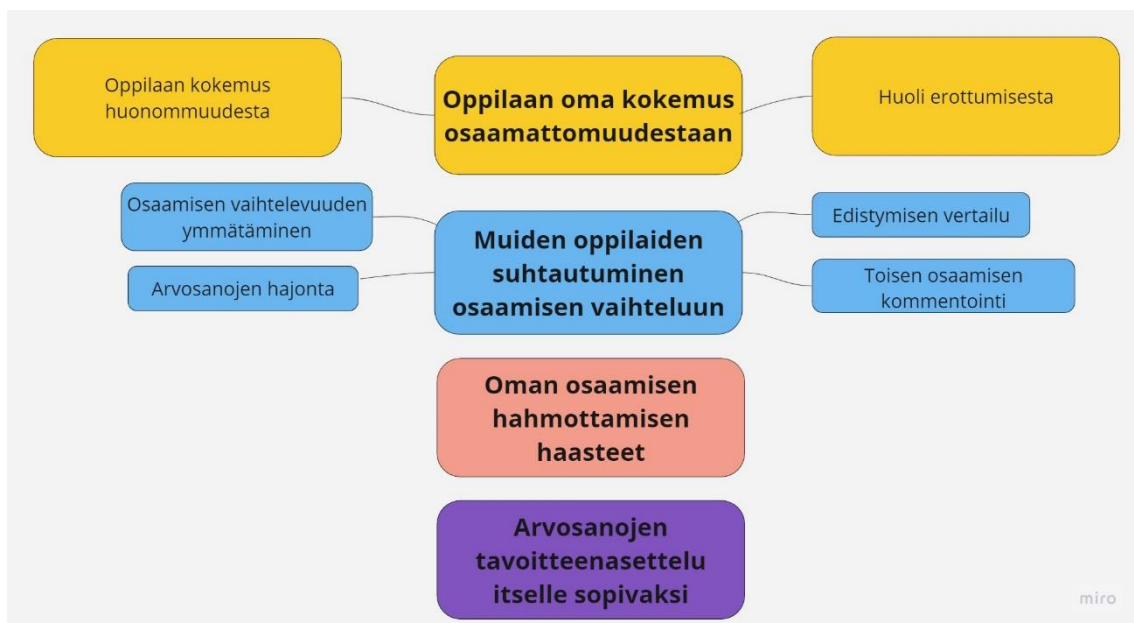 Oppilaan kokemus
huonommuudesta
Oppilaan oma kokemus
osaamattomuudestaan
Huoli erottumisesta
Osaamisen vaihtelevuuden
ymmätäminen
Arvosanojen hajonta
Muiden oppilaiden
suhtautuminen
osaamisen vaihteluun
Edistymisen vertailu
Toisen osaamisen
kommentointi
Oman osaamisen
hahmottamisen
haasteet
Arvosanojen
tavoitteenasettelu
itselle sopivaksi
miro